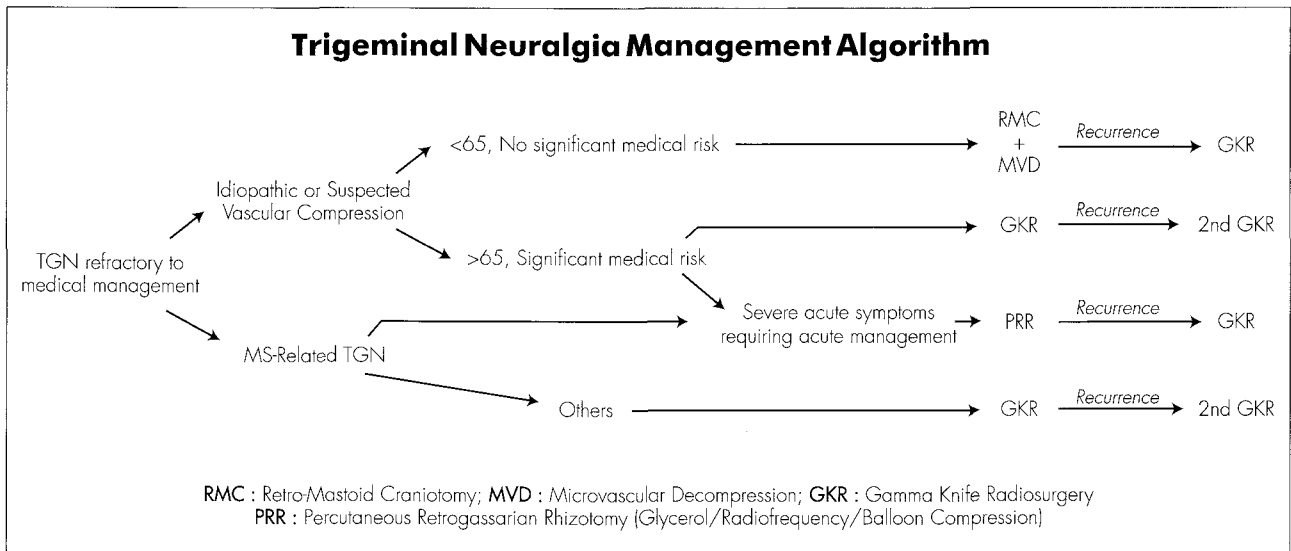 Trigeminal Neuralgia Management Algorithm
<65, No significant medical risk
RMC
+
MVD
Recurrence
GKR
Idiopathic or Suspected
Vascular Compression
>65, Significant medical risk
GKR
Recurrence
2nd GKR
TGN refractory to
medical management
Severe acute symptoms
requiring acute management
PRR
Recurrence
GKR
MS-Related TGN
Others
GKR
Recurrence
2nd GKR
RMC : Retro-Mastoid Craniotomy; MVD : Microvascular Decompression; GKR : Gamma Knife Radiosurgery
PRR : Percutaneous Retrogassarian Rhizotomy (Glycerol/Radiofrequency/Balloon Compression)